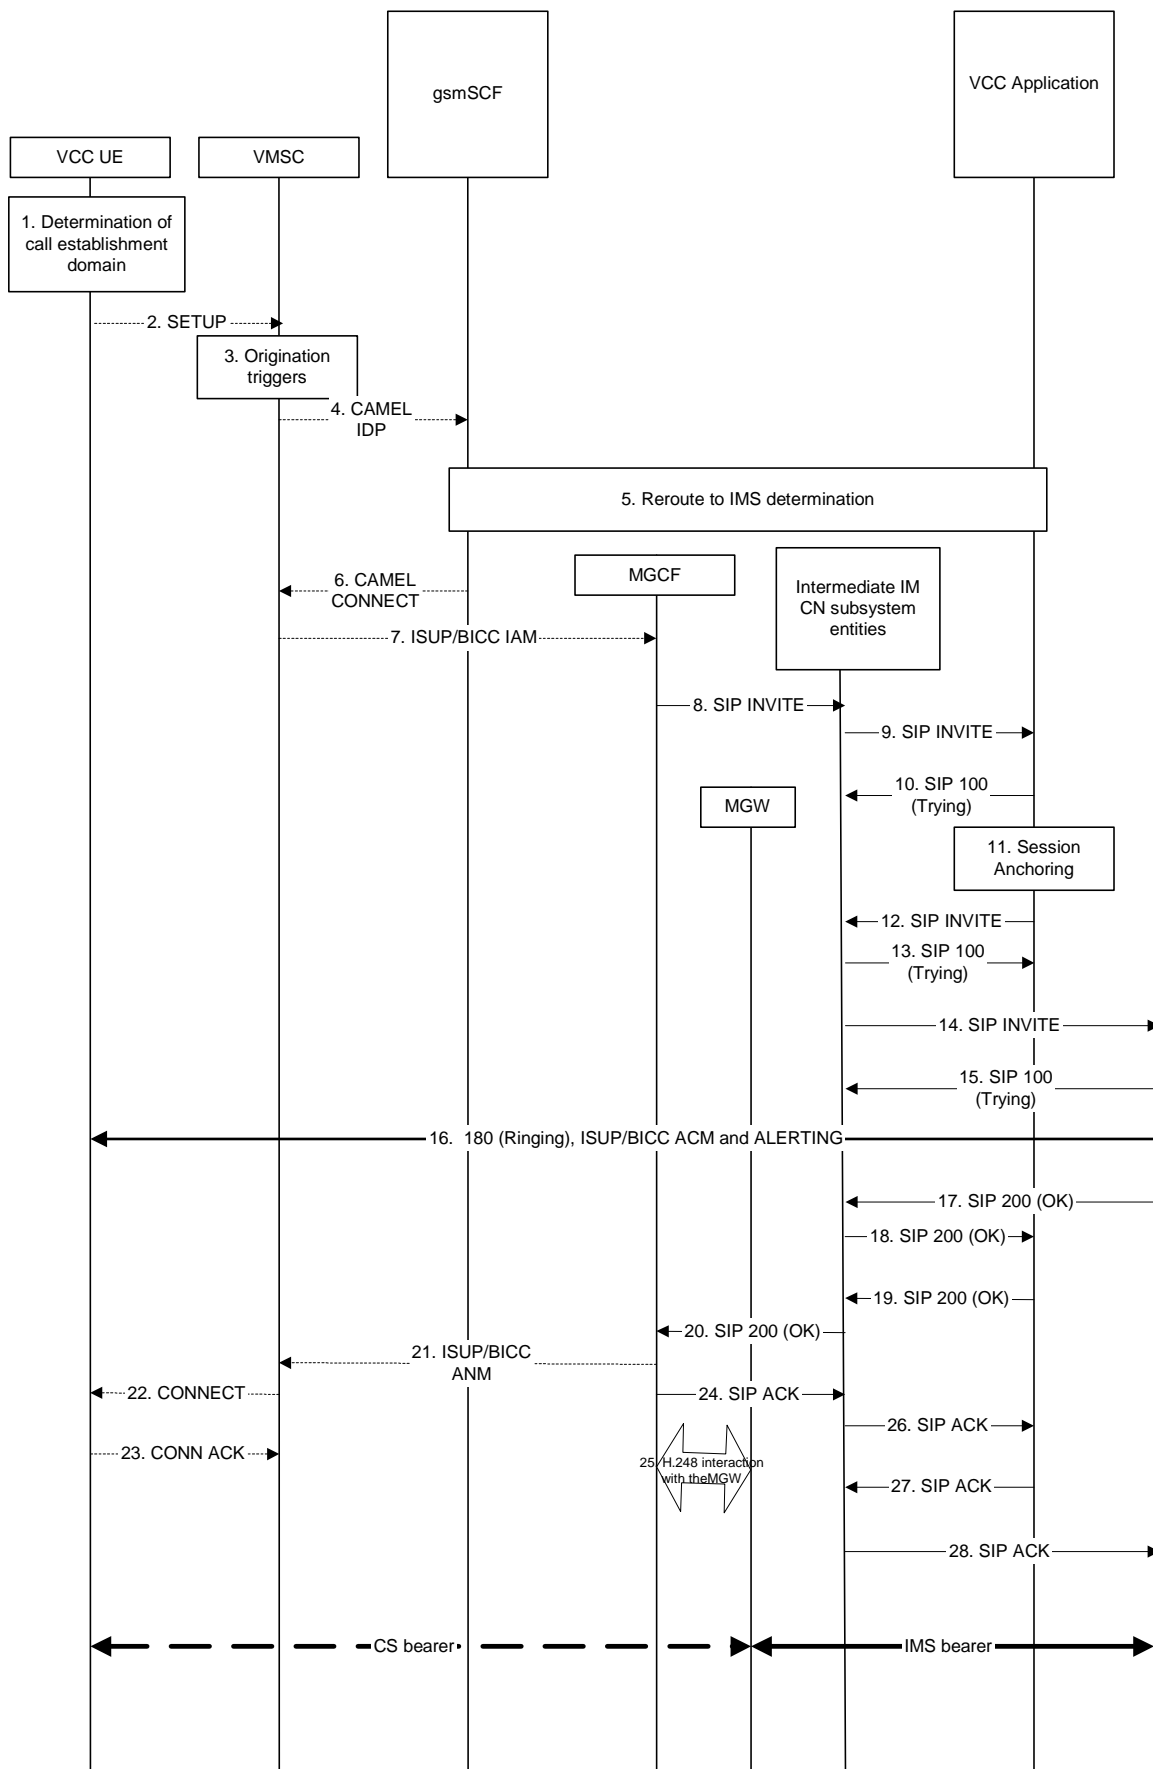 gsmSCF
VCC Application
VCC UE
VMSC
1. Determination of
call establishment
domain
2. SETUP
3. Origination
triggers
4. CAMEL
IDP
5. Reroute to IMS determination
MGCF
Intermediate IM
CN subsystem
entities
6. CAMEL
CONNECT
7. ISUP/BICC IAM
8. SIP INVITE
9. SIP INVITE
10. SIP 100
(Trying)
MGW
11. Session
Anchoring
12. SIP INVITE
13. SIP 100
(Trying)
14. SIP INVITE
15. SIP 100
(Trying)
16. 180 (Ringing), ISUP/BICC ACM and ALERTING
17. SIP 200 (OK)
18. SIP 200 (OK)
19. SIP 200 (OK)
20. SIP 200 (OK)
21. ISUP/BICC
ANM
22. CONNECT
24. SIP ACK
26. SIP ACK
23. CONN ACK
25. H.248 interaction
with theMGW
27. SIP ACK
28. SIP ACK
CS bearer
IMS bearer